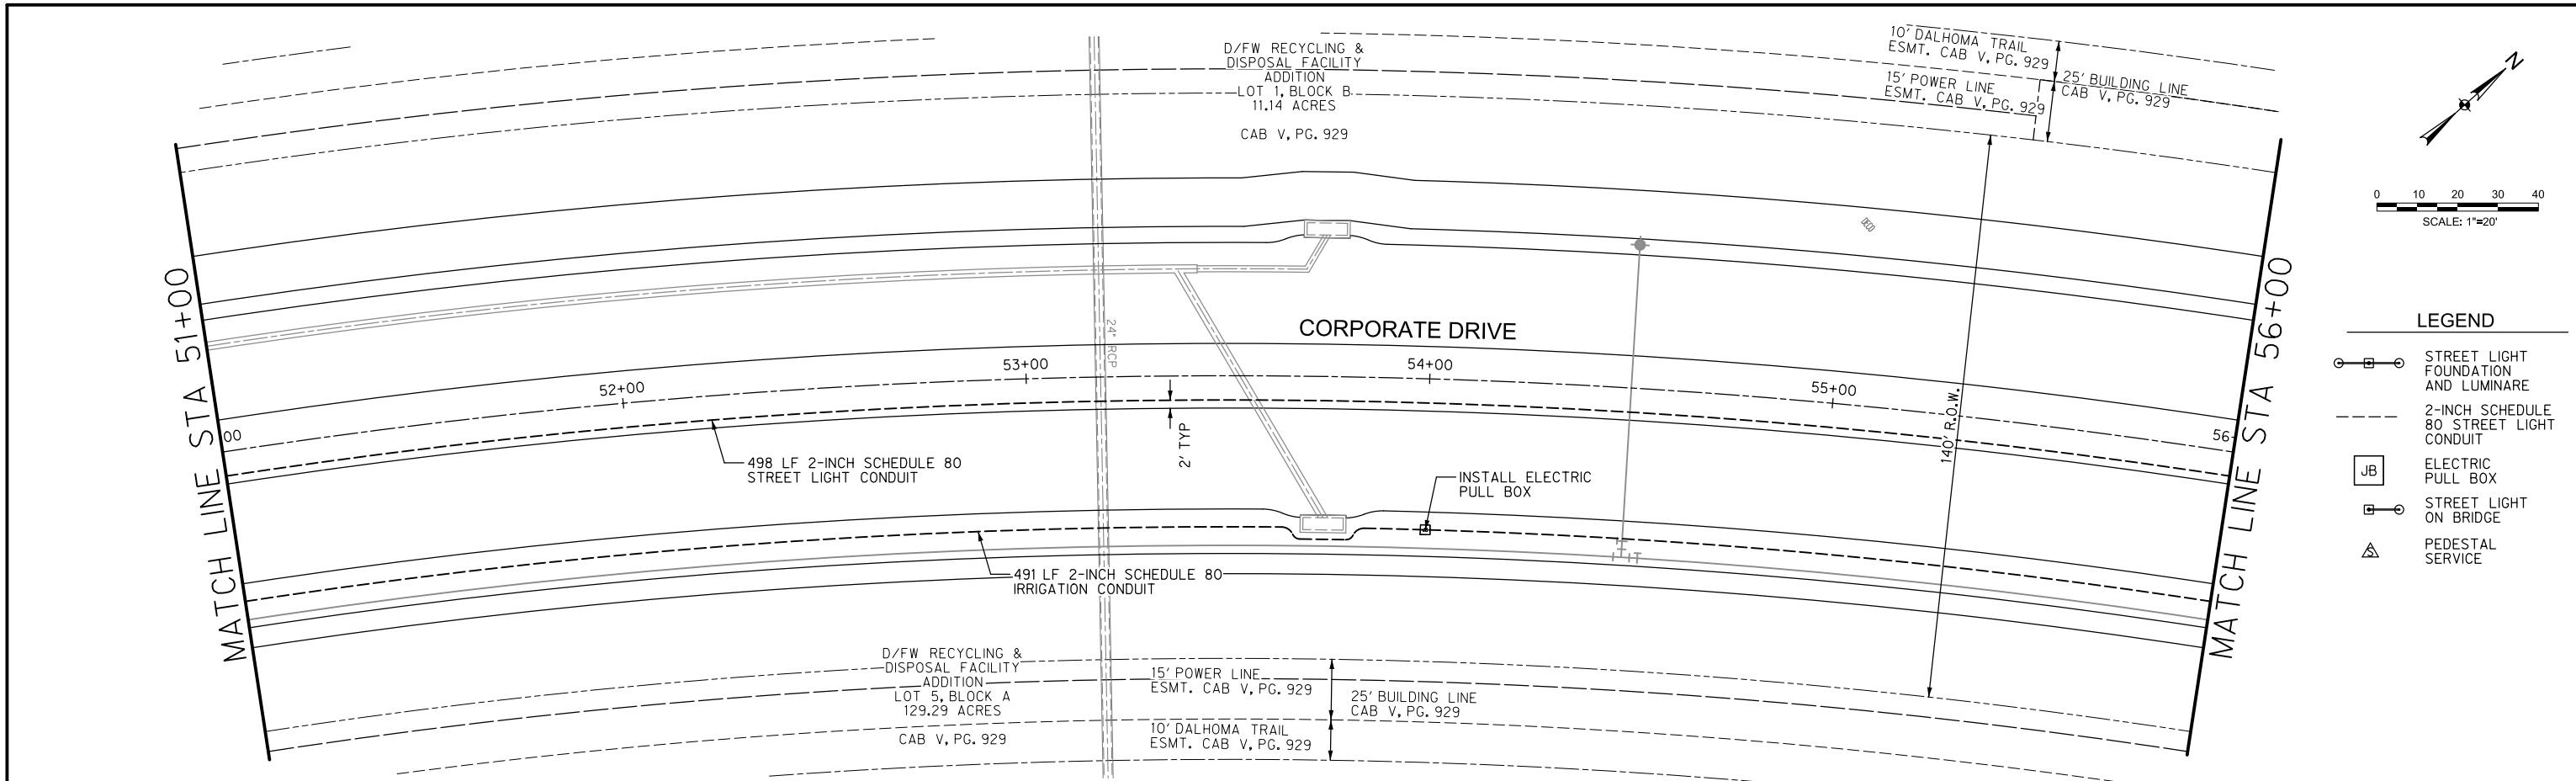 D/FW RECYCLING &
DISPOSAL FACILITY
ADDITION
LOT 1, BLOCK B
11.14 ACRES
CAB V, PG. 929
10' DALHOMA TRAIL
ESMT. CAB V, PG. 929
15' POWER LINE
ESMT. CAB V, PG. 929
25' BUILDING LINE
CAB V, PG. 929
N
0 10 20 30 40
SCALE: 1"=20'
MATCH LINE STA 51+00
24" RCP
CORPORATE DRIVE
00
52+00
53+00
54+00
55+00
56
140' R.O.W.
MATCH LINE STA 56+00
2' TYP
498 LF 2-INCH SCHEDULE 80
STREET LIGHT CONDUIT
INSTALL ELECTRIC
PULL BOX
491 LF 2-INCH SCHEDULE 80
IRRIGATION CONDUIT
D/FW RECYCLING &
DISPOSAL FACILITY
ADDITION
LOT 5, BLOCK A
129.29 ACRES
CAB V, PG. 929
15' POWER LINE
ESMT. CAB V, PG. 929
25' BUILDING LINE
CAB V, PG. 929
10' DALHOMA TRAIL
ESMT. CAB V, PG. 929
LEGEND
STREET LIGHT
FOUNDATION
AND LUMINARE
2-INCH SCHEDULE
80 STREET LIGHT
CONDUIT
JB
ELECTRIC
PULL BOX
STREET LIGHT
ON BRIDGE
S
PEDESTAL
SERVICE